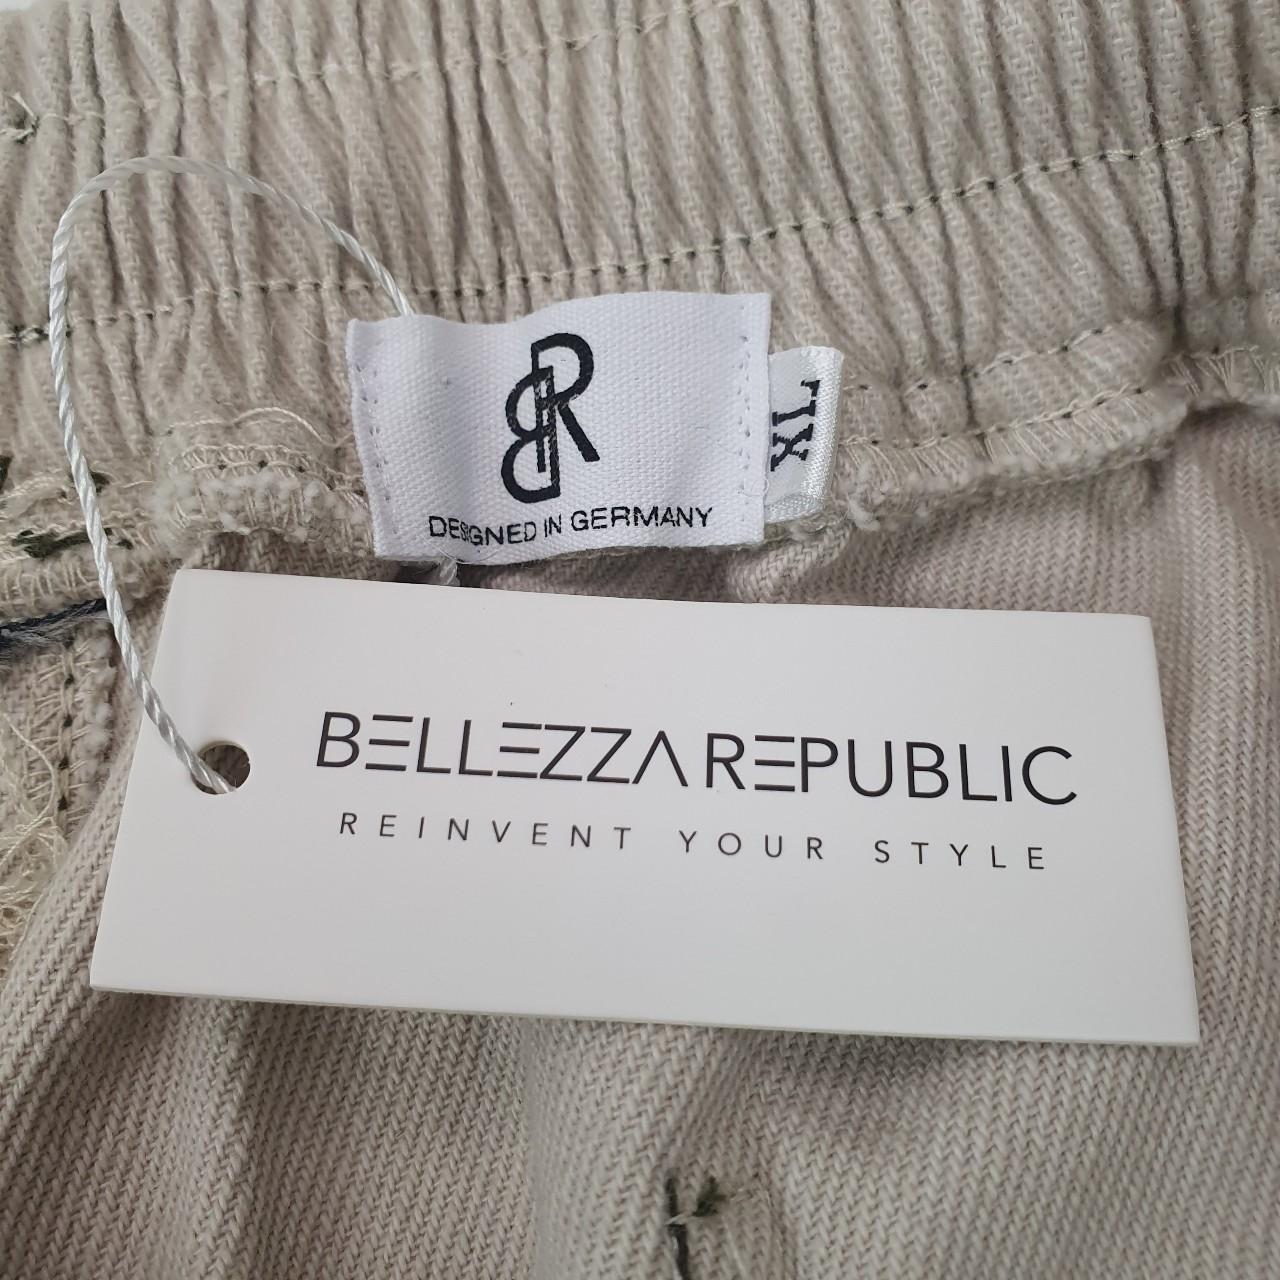 BR
DESIGNED IN GERMANY
XL
BELLEZZA REPUBLIC
REINVENT YOUR STYLE